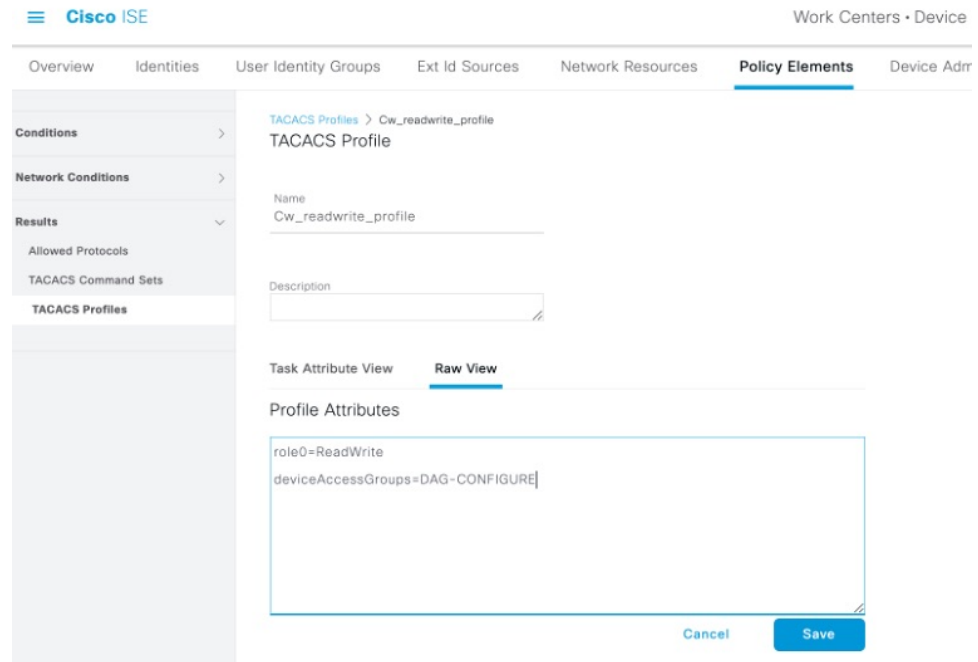 Cisco ISE
Work Centers · Device
Overview Identities User Identity Groups Ext Id Sources Network Resources Policy Elements Device Adm
Conditions
Network Conditions
Results
Allowed Protocols
TACACS Command Sets
TACACS Profiles
TACACS Profiles > Cw_readwrite_profile
TACACS Profile
Name
Cw_readwrite_profile
Description
Task Attribute View Raw View
Profile Attributes
role0=ReadWrite
deviceAccessGroups=DAG-CONFIGURE
Cancel Save